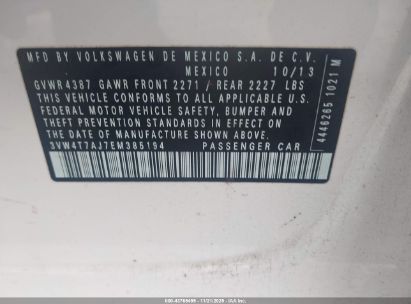 MFD BY VOLKSWAGEN DE MEXICO S.A. DE C.V.
MEXICO 10/13
GVWR 4387 GAWR FRONT 2271 / REAR 2227 LBS
THIS VEHICLE CONFORMS TO ALL APPLICABLE U.S.
FEDERAL MOTOR VEHICLE SAFETY, BUMPER AND
THEFT PREVENTION STANDARDS IN EFFECT ON
THE DATE OF MANUFACTURE SHOWN ABOVE.
3VW4T7AJ7EM385194 PASSENGER CAR
4446265 1021 M